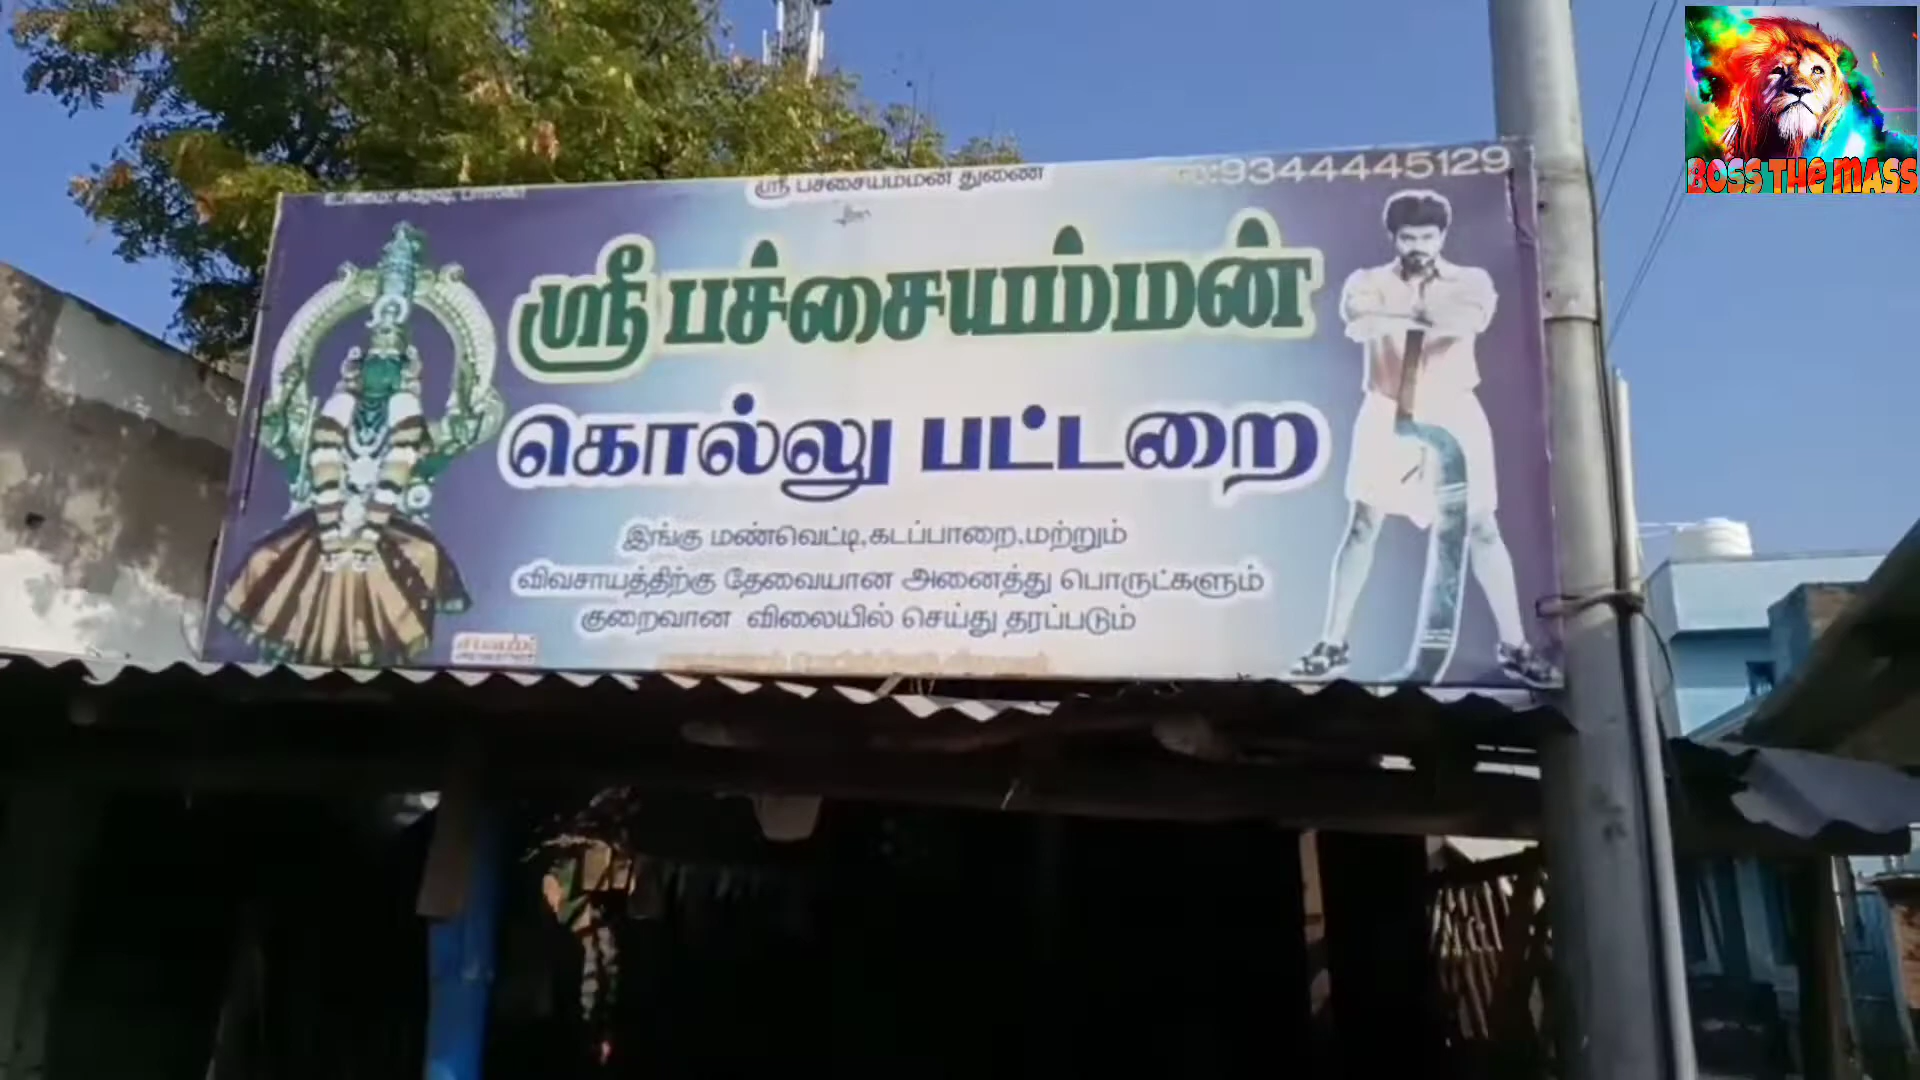 ஸ்ரீ பச்சையம்மன் துணை
9344445129
BOSS THE MASS
ஸ்ரீ பச்சையம்மன்
கொல்லு பட்டறை
இங்கு மண்வெட்டி,கடப்பாறை,மற்றும்
விவசாயத்திற்கு தேவையான அனைத்து பொருட்களும்
குறைவான விலையில் செய்து தரப்படும்